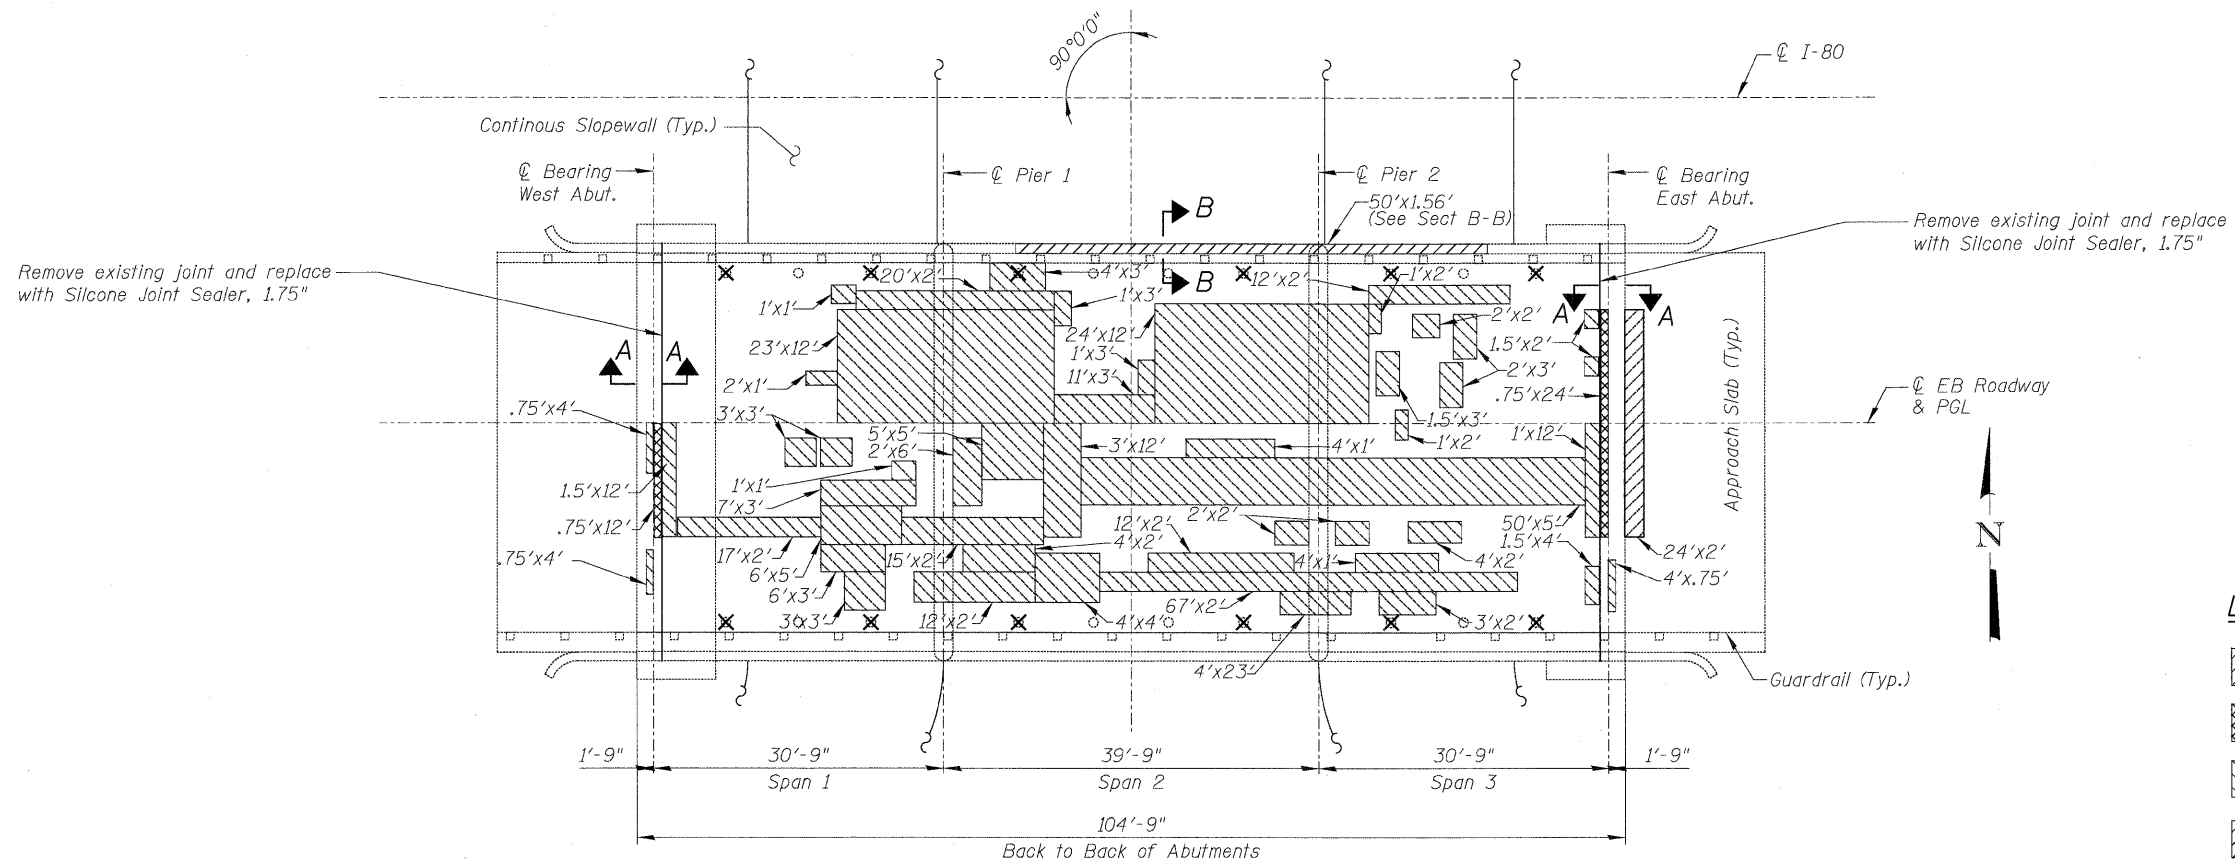 90°0'0"
℄ I-80
Continous Slopewall (Typ.)
℄ Bearing
West Abut.
℄ Pier 1
℄ Pier 2
50'x1.56'
(See Sect B-B)
℄ Bearing
East Abut.
B
B
Remove existing joint and replace
with Silcone Joint Sealer, 1.75"
Remove existing joint and replace
with Silcone Joint Sealer, 1.75"
20'x2'
4'x3'
12'x2'
1'x2'
1'x1'
1'x3'
24'x12'
2'x2'
A
A
23'x12'
1'x3'
1.5'x2'
A
A
11'x3'
2'x3'
2'x1'
.75'x24'
℄ EB Roadway
& PGL
.75'x4'
3'x3'
5'x5'
1.5'x3'
2'x6'
3'x12'
4'x1'
1'x2'
1'x12'
Approach Slab (Typ.)
1.5'x12'
1'x1'
7'x3'
.75'x12'
12'x2'
2'x2'
50'x5'
N
17'x2'
15'x2'
4'x2'
4'x1'
4'x2'
1.5'x4'
24'x2'
.75'x4'
6'x5'
4'x.75'
6'x3'
67'x2'
3'x3'
12'x2'
4'x4'
3'x2'
4'x23'
Guardrail (Typ.)
1'-9"
30'-9"
39'-9"
30'-9"
1'-9"
Span 1
Span 2
Span 3
104'-9"
Back to Back of Abutments